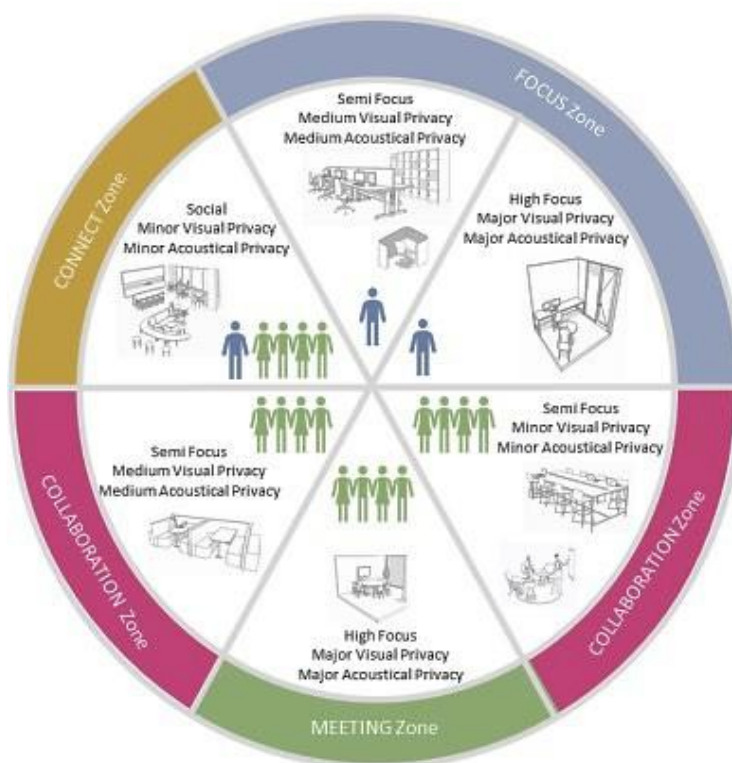 FOCUS Zone
Semi Focus
Medium Visual Privacy
Medium Acoustical Privacy
High Focus
Major Visual Privacy
Major Acoustical Privacy
CONNECT Zone
Social
Minor Visual Privacy
Minor Acoustical Privacy
Semi Focus
Minor Visual Privacy
Minor Acoustical Privacy
COLLABORATION Zone
Semi Focus
Medium Visual Privacy
Medium Acoustical Privacy
COLLABORATION Zone
High Focus
Major Visual Privacy
Major Acoustical Privacy
MEETING Zone